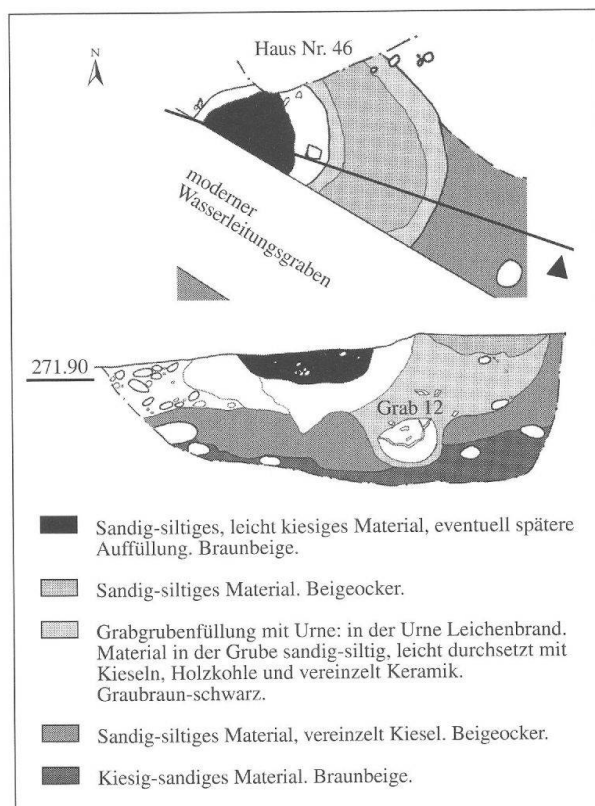 N
Haus Nr. 46
moderner
Wasserleitungsgraben
271.90
Grab 12
Sandig-siltiges, leicht kiesiges Material, eventuell spätere
Auffüllung. Braunbeige.
Sandig-siltiges Material. Beigeocker.
Grabgrubenfüllung mit Urne: in der Urne Leichenbrand.
Material in der Grube sandig-siltig, leicht durchsetzt mit
Kieseln, Holzkohle und vereinzelt Keramik.
Graubraun-schwarz.
Sandig-siltiges Material, vereinzelt Kiesel. Beigeocker.
Kiesig-sandiges Material. Braunbeige.